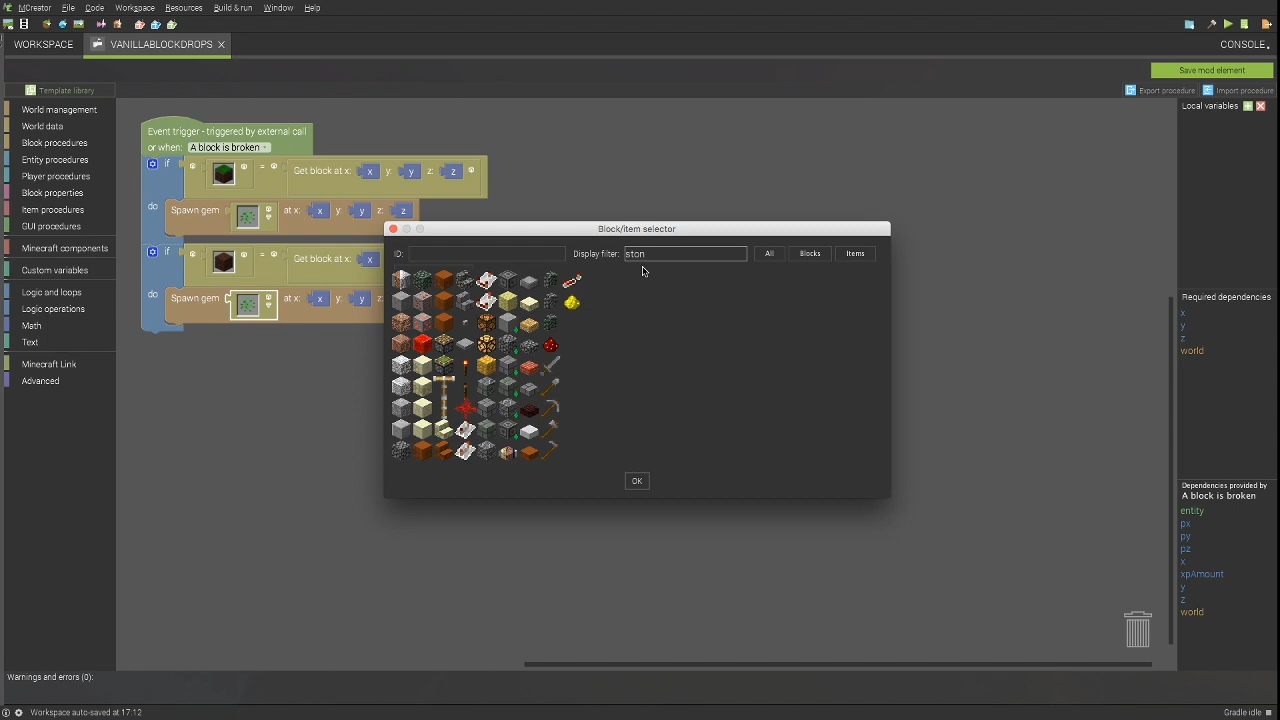 MCreator File Code Workspace Resources Build & run Window Help
WORKSPACE VANILLABLOCKDROPS CONSOLE
Save mod element
Template library Export procedure Import procedure
World management
World data
Block procedures
Entity procedures
Player procedures
Block properties
Item procedures
GUI procedures
Minecraft components
Custom variables
Logic and loops
Logic operations
Math
Text
Minecraft Link
Advanced
Event trigger - triggered by external call
or when: A block is broken
if = Get block at x: x y: y z: z
do Spawn gem at x: x y: y z: z
if = Get block at x: x
do Spawn gem at x: x y: y z:
Block/item selector
ID: Display filter: ston All Blocks Items
OK
Local variables
Required dependencies
x
y
z
world
Dependencies provided by
A block is broken
entity
px
py
pz
x
xpAmount
y
z
world
Warnings and errors (0):
Workspace auto-saved at 17:12 Gradle idle